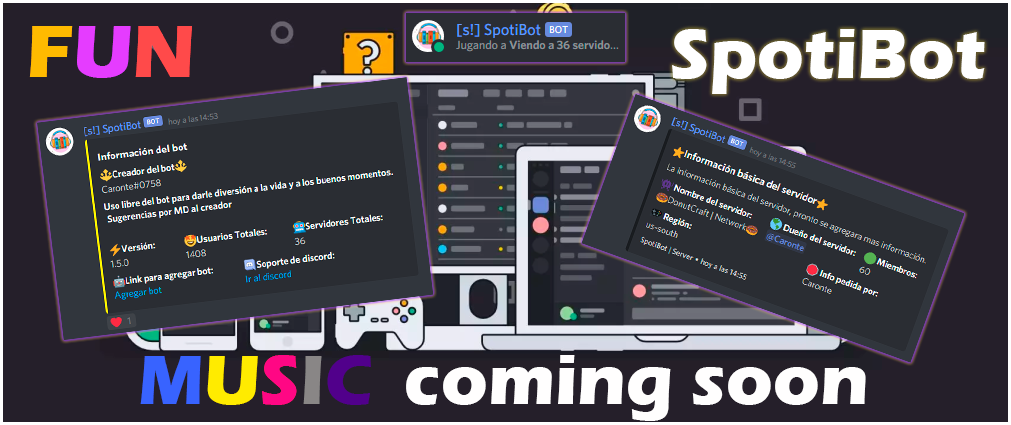 FUN
[s!] SpotiBot BOT
Jugando a Viendo a 36 servido...
SpotiBot
[s!] SpotiBot BOT hoy a las 14:53
Información del bot
Creador del bot
Caronte#0758
Uso libre del bot para darle diversión a la vida y a los buenos momentos.
Sugerencias por MD al creador
Versión: Usuarios Totales: Servidores Totales:
1.5.0 1408 36
Link para agregar bot: Soporte de discord:
Agregar bot Ir al discord
1
[s!] SpotiBot BOT hoy a las 14:55
Información básica del servidor
La información básica del servidor, pronto se agregara mas información.
Nombre del servidor: Dueño del servidor: Miembros:
DonutCraft | Network @Caronte 60
Región: Info pedida por:
us-south Caronte
SpotiBot | Server • hoy a las 14:55
MUSIC coming soon